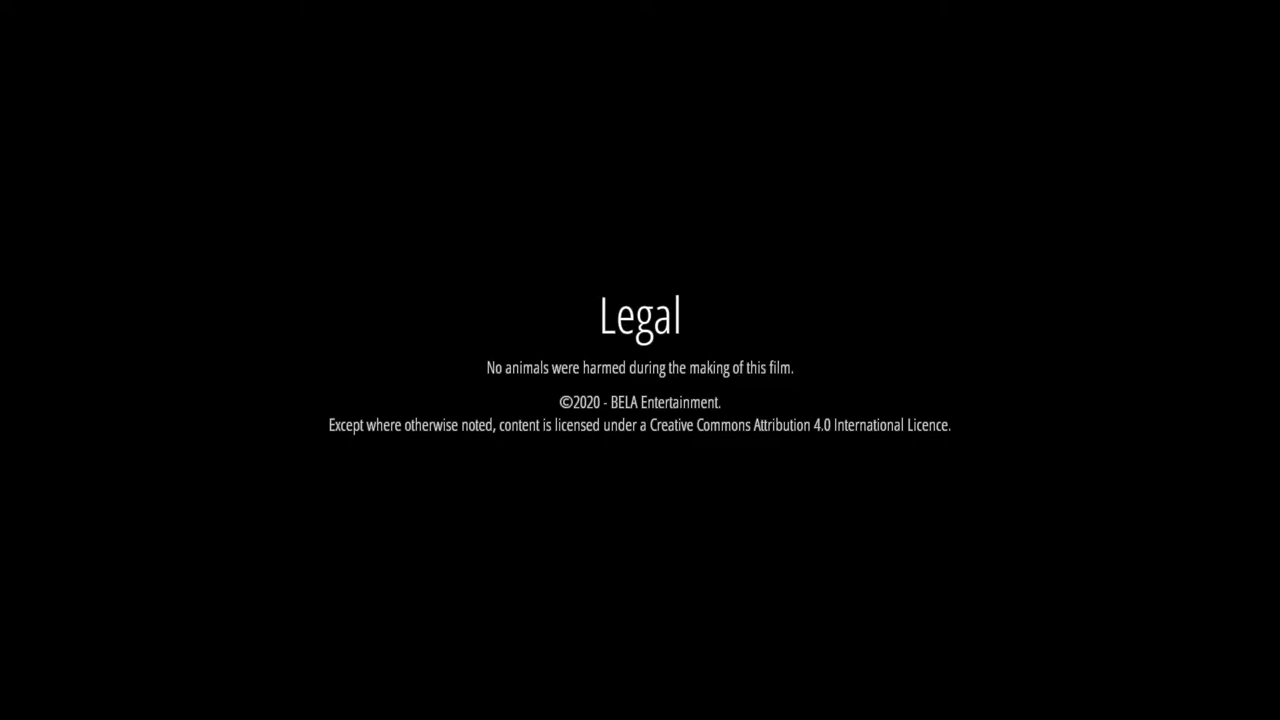 Legal
No animals were harmed during the making of this film.
©2020 - BELA Entertainment.
Except where otherwise noted, content is licensed under a Creative Commons Attribution 4.0 International Licence.